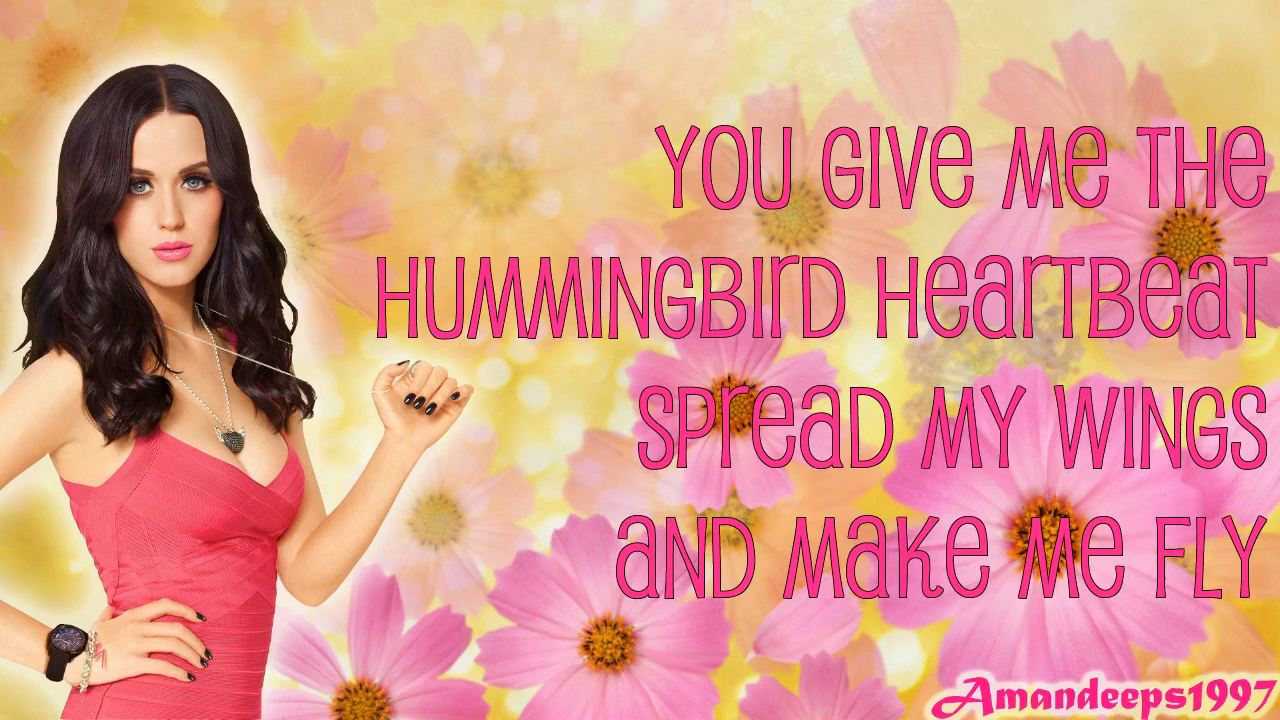 YOU GIVE ME THE
HUMMINGBIRD HEARTBEAT
SPREAD MY WINGS
AND MAKE ME FLY
Amandeeps1997